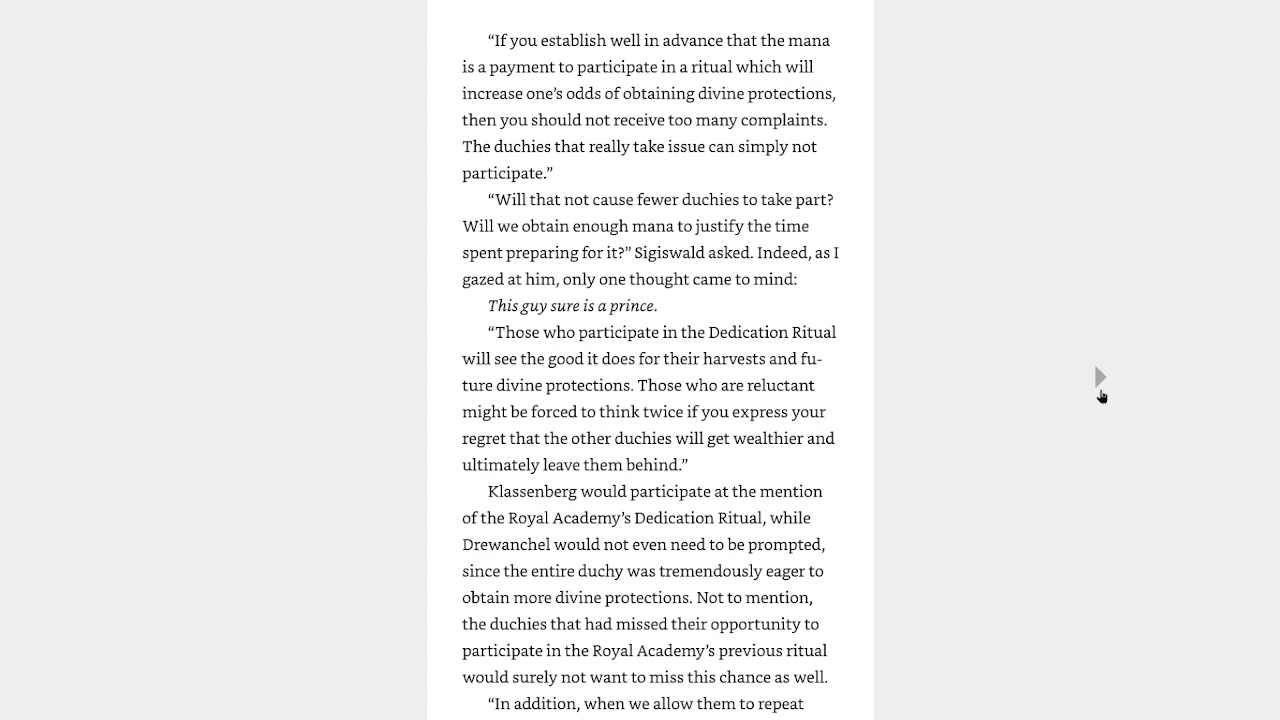 “If you establish well in advance that the mana
is a payment to participate in a ritual which will
increase one’s odds of obtaining divine protections,
then you should not receive too many complaints.
The duchies that really take issue can simply not
participate.”
“Will that not cause fewer duchies to take part?
Will we obtain enough mana to justify the time
spent preparing for it?” Sigiswald asked. Indeed, as I
gazed at him, only one thought came to mind:
This guy sure is a prince.
“Those who participate in the Dedication Ritual
will see the good it does for their harvests and fu-
ture divine protections. Those who are reluctant
might be forced to think twice if you express your
regret that the other duchies will get wealthier and
ultimately leave them behind.”
Klassenberg would participate at the mention
of the Royal Academy’s Dedication Ritual, while
Drewanchel would not even need to be prompted,
since the entire duchy was tremendously eager to
obtain more divine protections. Not to mention,
the duchies that had missed their opportunity to
participate in the Royal Academy’s previous ritual
would surely not want to miss this chance as well.
“In addition, when we allow them to repeat